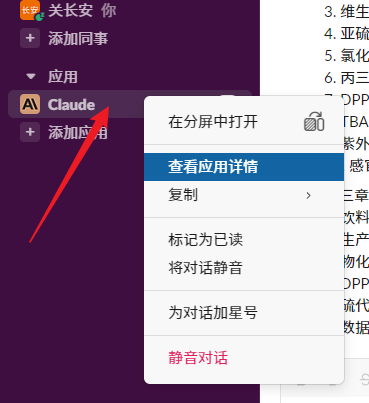 长安 关长安 你
+ 添加同事
应用
Claude
+ 添加应用
在分屏中打开
查看应用详情
复制
标记为已读
将对话静音
为对话加星号
静音对话
3. 维生
4. 亚硫
5. 氯化
6. 丙三
DPP
TBA
紫外
感官
三章
饮料
生产
物化
DPP
硫代
数据